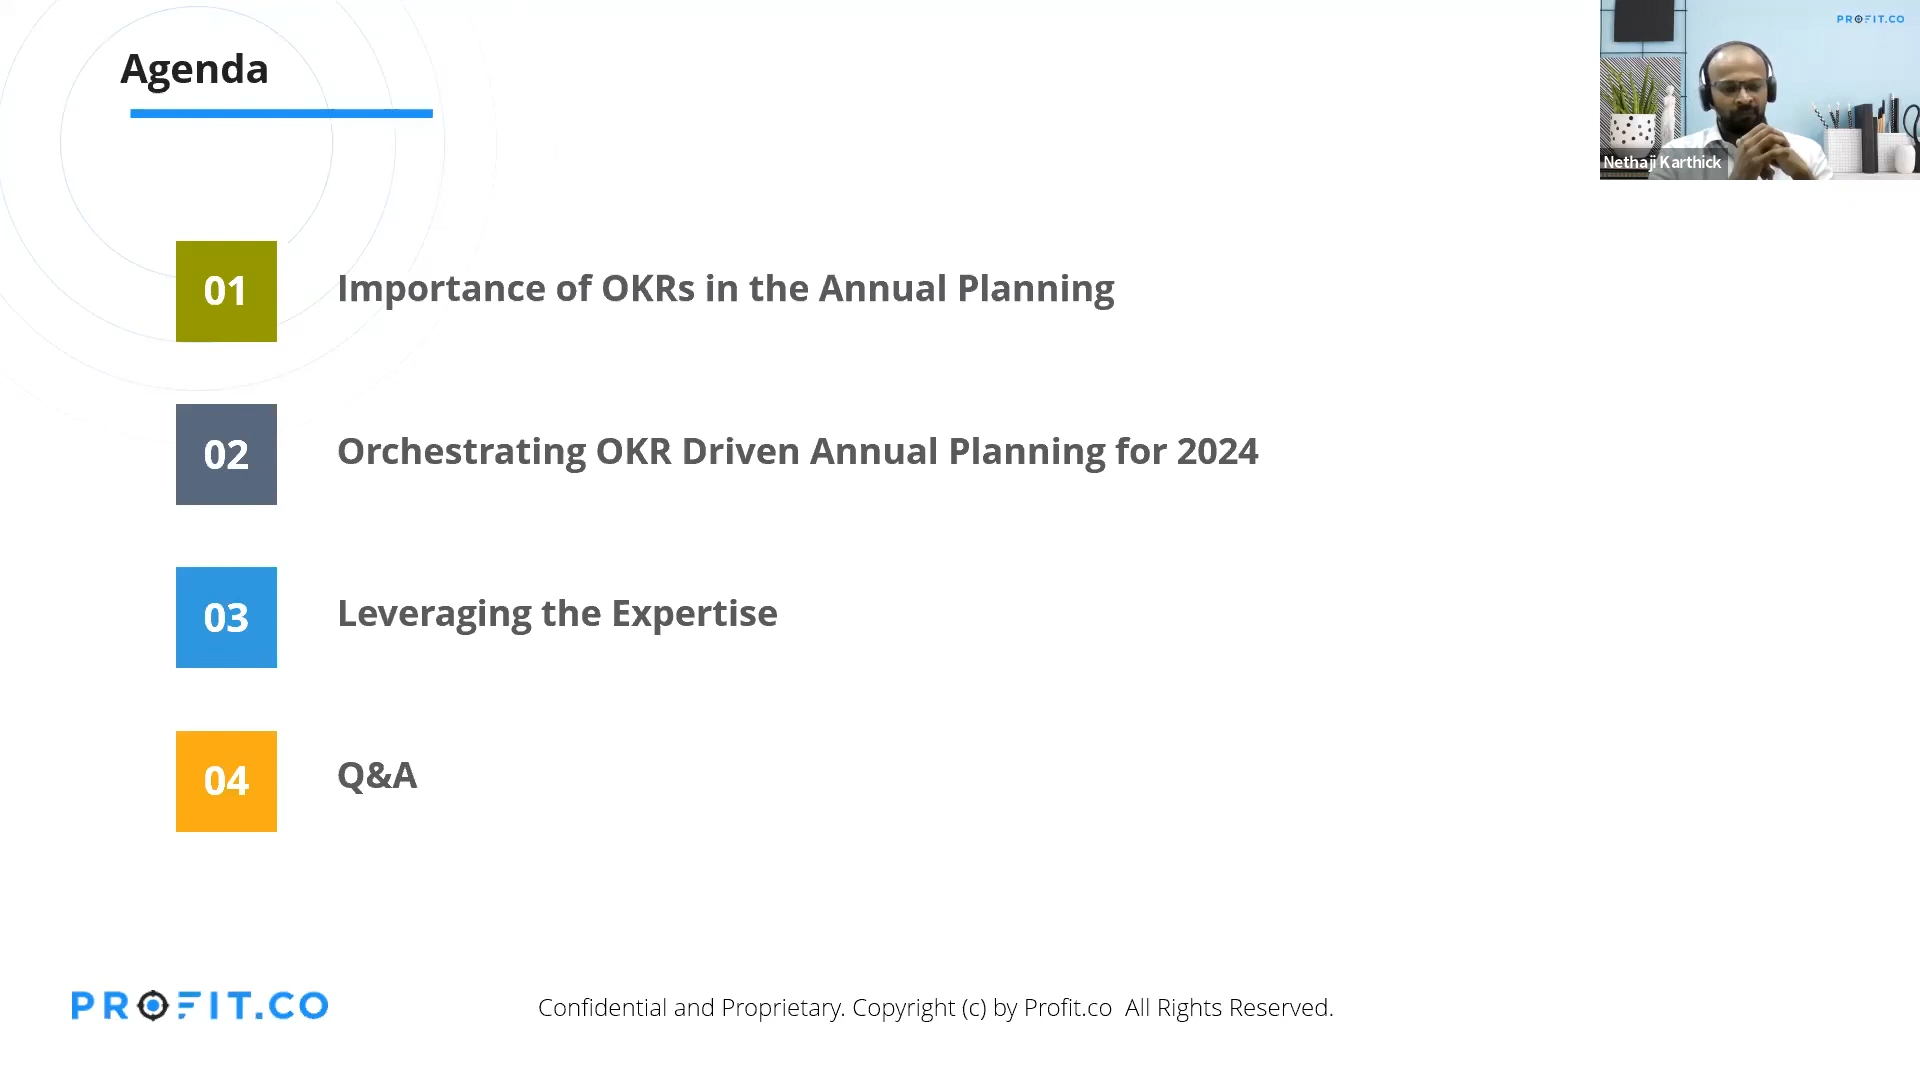 Agenda
PROFIT.CO
Nethaji Karthick
01
Importance of OKRs in the Annual Planning
02
Orchestrating OKR Driven Annual Planning for 2024
03
Leveraging the Expertise
04
Q&A
PROFIT.CO
Confidential and Proprietary. Copyright (c) by Profit.co  All Rights Reserved.